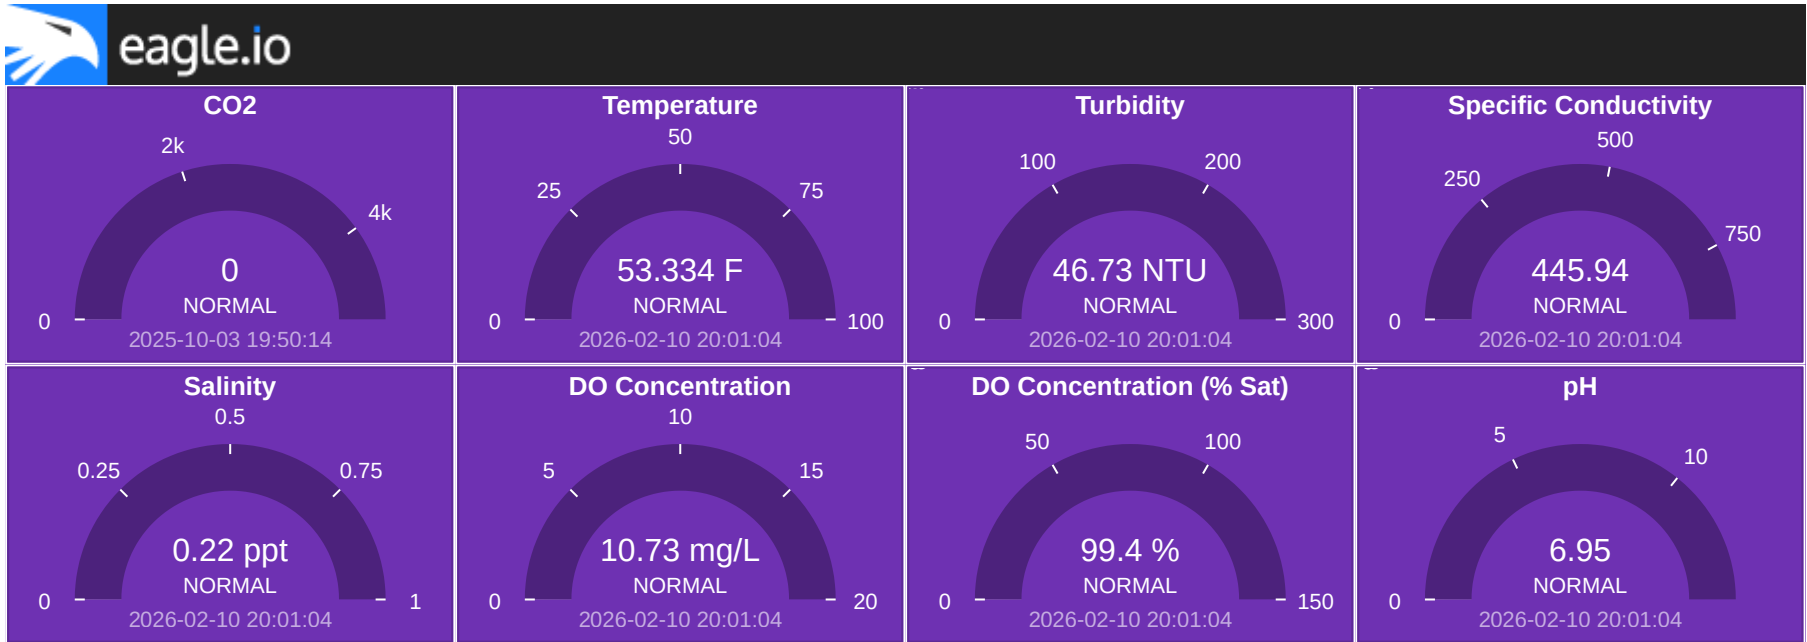 eagle.io
CO2
2k
4k
0
0
NORMAL
2025-10-03 19:50:14
Temperature
50
25
75
53.334 F
NORMAL
0
100
2026-02-10 20:01:04
Turbidity
100
200
46.73 NTU
NORMAL
0
300
2026-02-10 20:01:04
Specific Conductivity
500
250
750
445.94
NORMAL
0
2026-02-10 20:01:04
Salinity
0.5
0.25
0.75
0.22 ppt
NORMAL
0
1
2026-02-10 20:01:04
DO Concentration
10
5
15
10.73 mg/L
NORMAL
0
20
2026-02-10 20:01:04
DO Concentration (% Sat)
50
100
99.4 %
NORMAL
0
150
2026-02-10 20:01:04
pH
5
10
6.95
NORMAL
0
2026-02-10 20:01:04